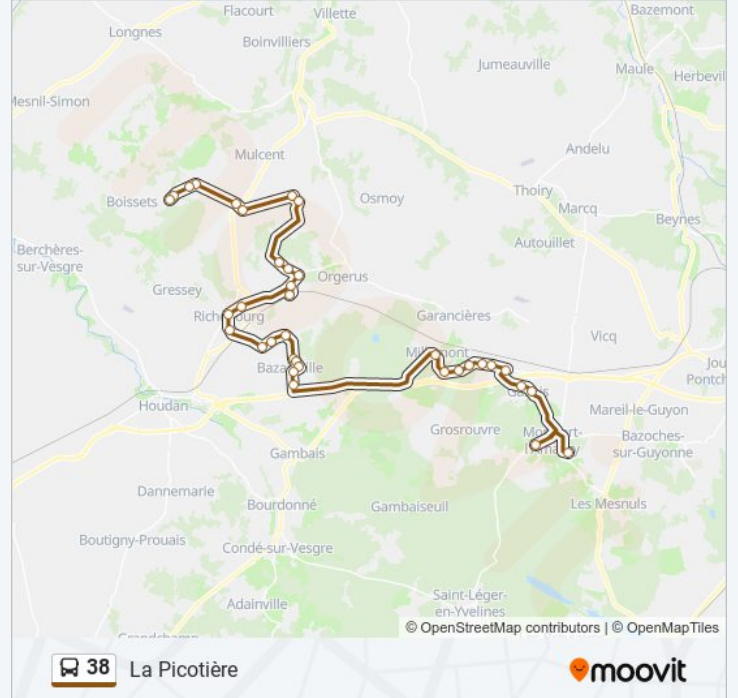 Flacourt
Villette
Bazemont
Longnes
Boinvilliers
Jumeauville
Maule
Herbevil
Mesnil-Simon
Mulcent
Andelu
Boissets
Osmoy
Thoiry
Marcq
Beynes
Autouillet
Berchères-
sur-Vesgre
Orgerus
Gressey
Garancières
Vicq
Jou
Pontch
Houdan
Mareil-le-Guyon
Grosrouvre
Bazoches-
sur-Guyonne
Gambais
Dannemarie
Bourdonné
Gambaiseuil
Les Mesnuls
Boutigny-Prouais
Condé-sur-Vesgre
Adainville
Saint-Léger-
en-Yvelines
Grandchamp
© OpenStreetMap contributors | © OpenMapTiles
38 La Picotière
moovit